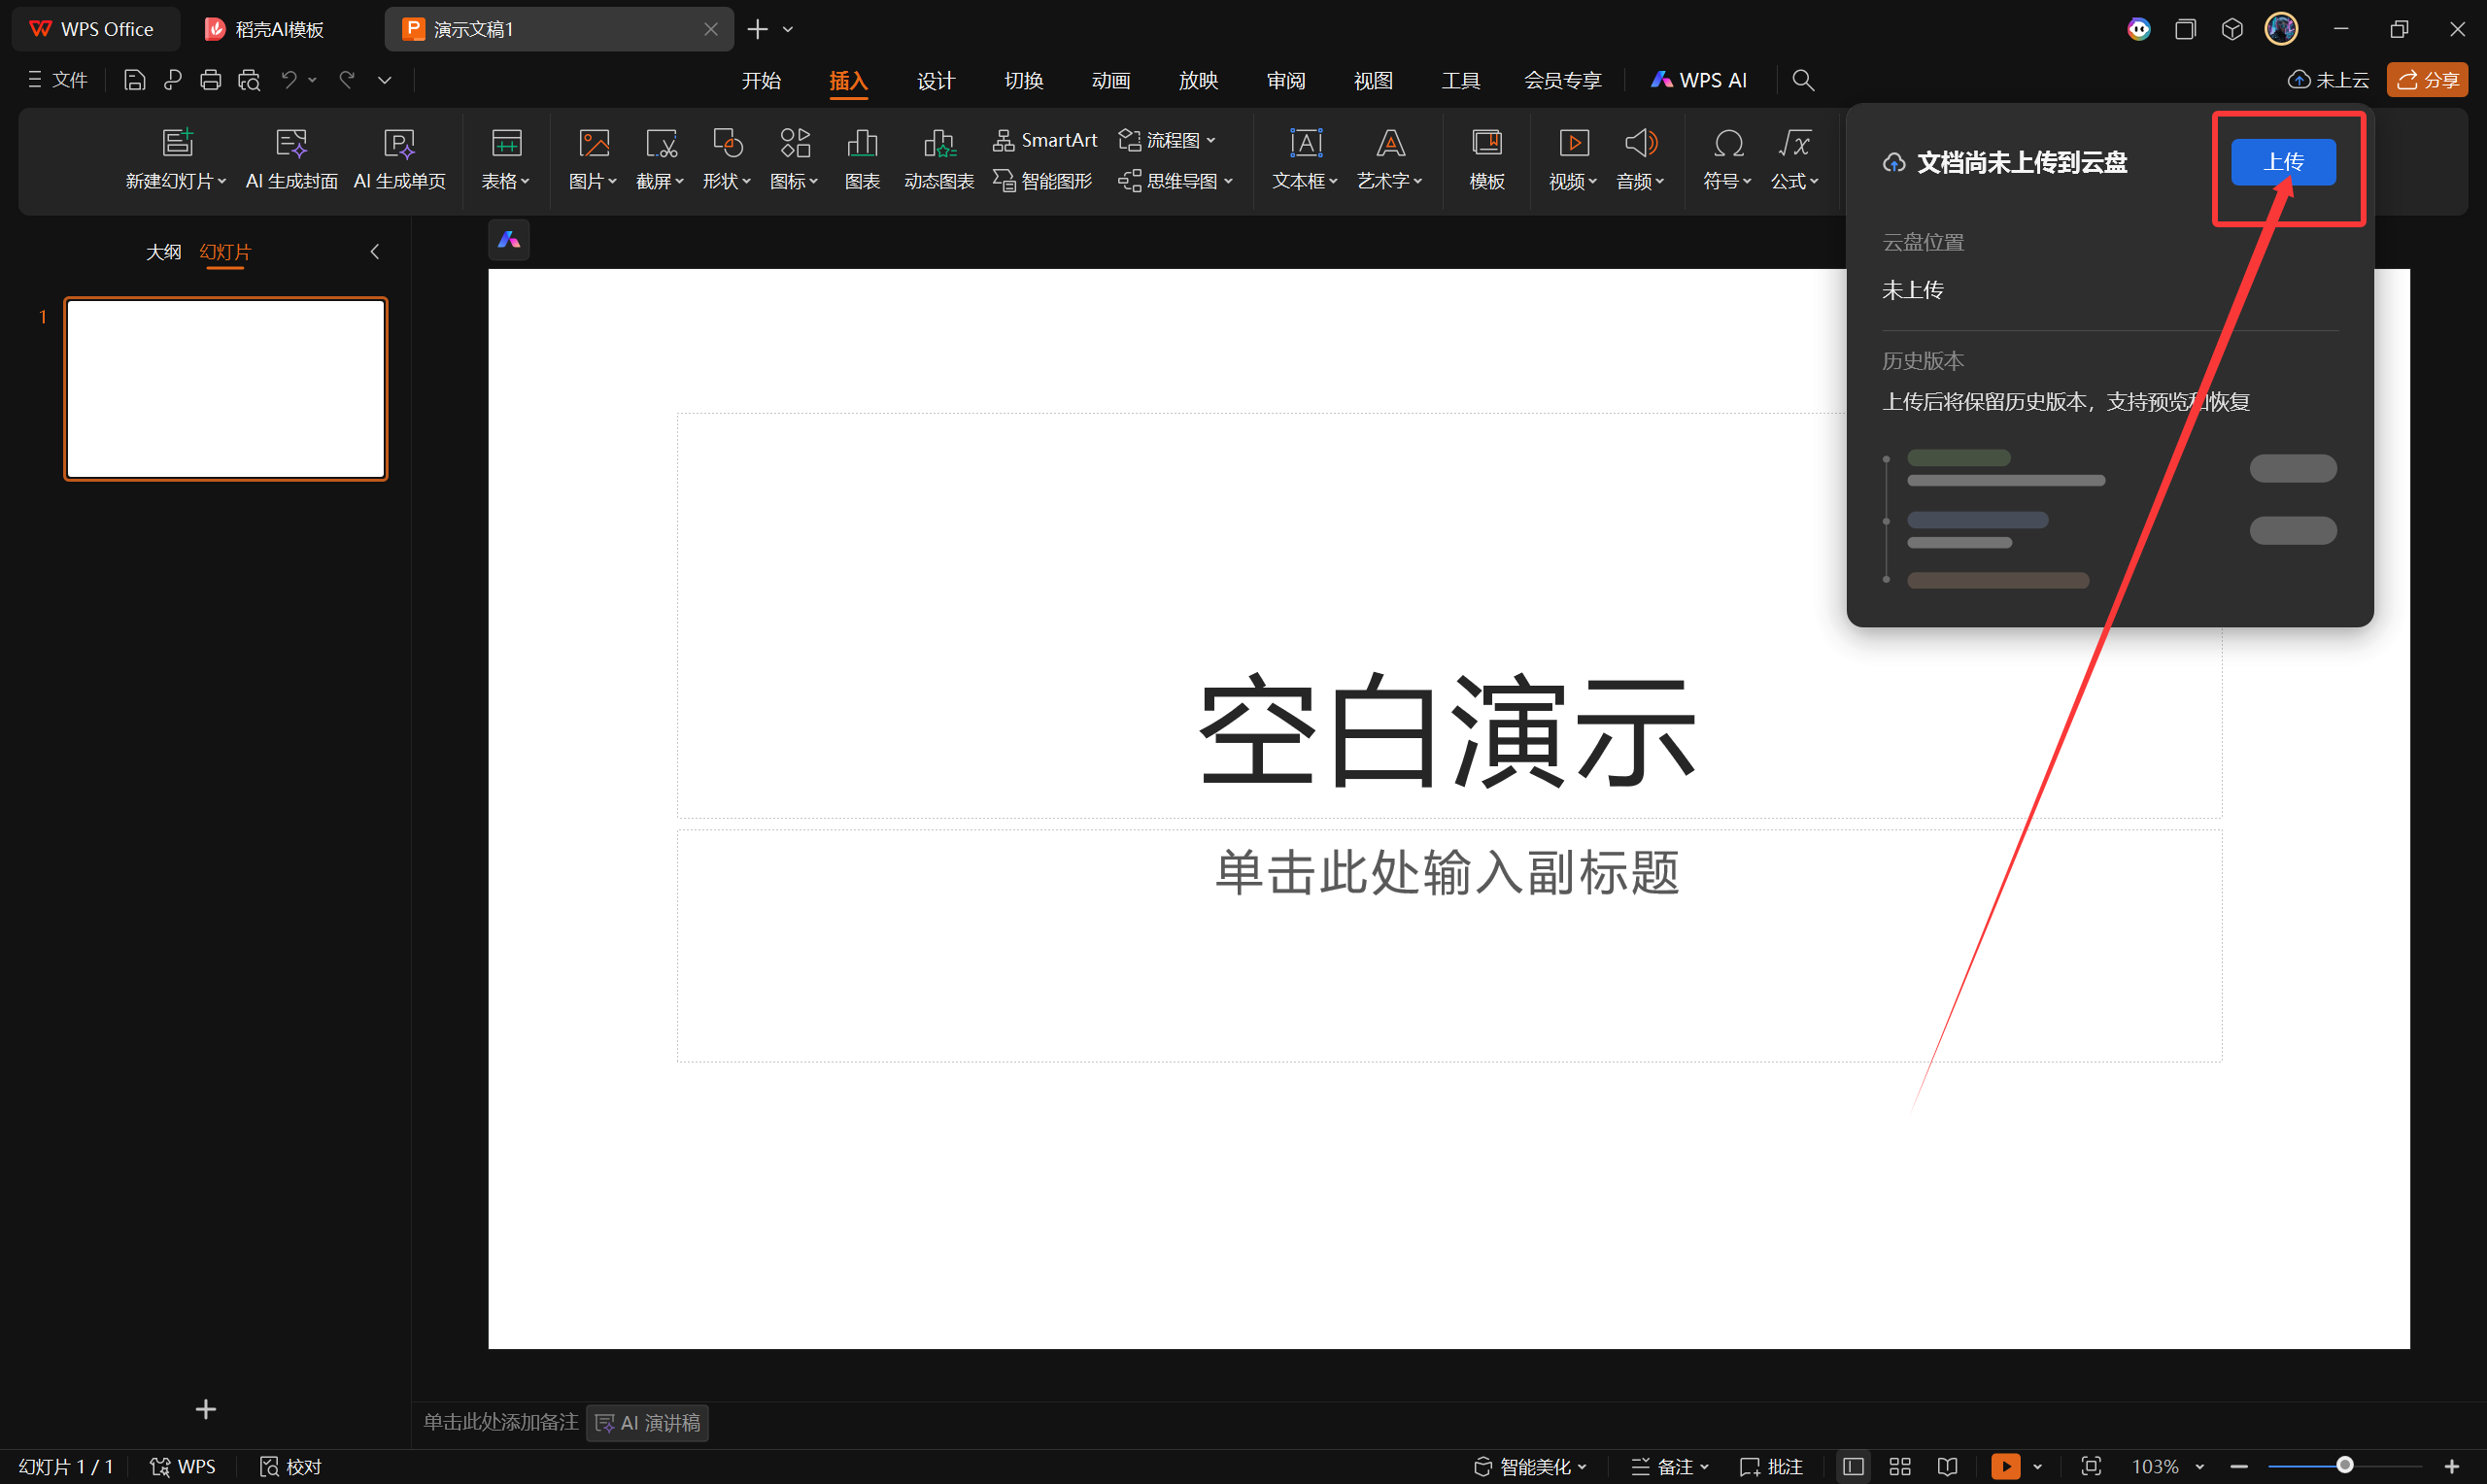 WPS Office
稻壳AI模板
演示文稿1
文件
开始
插入
设计
切换
动画
放映
审阅
视图
工具
会员专享
WPS AI
未上云
分享
新建幻灯片
AI 生成封面
AI 生成单页
表格
图片
截屏
形状
图标
图表
动态图表
SmartArt
智能图形
流程图
思维导图
文本框
艺术字
模板
视频
音频
符号
公式
文档尚未上传到云盘
上传
云盘位置
未上传
历史版本
上传后将保留历史版本，支持预览和恢复
大纲
幻灯片
1
空白演示
单击此处输入副标题
单击此处添加备注
AI 演讲稿
幻灯片 1 / 1
WPS
校对
智能美化
备注
批注
103%